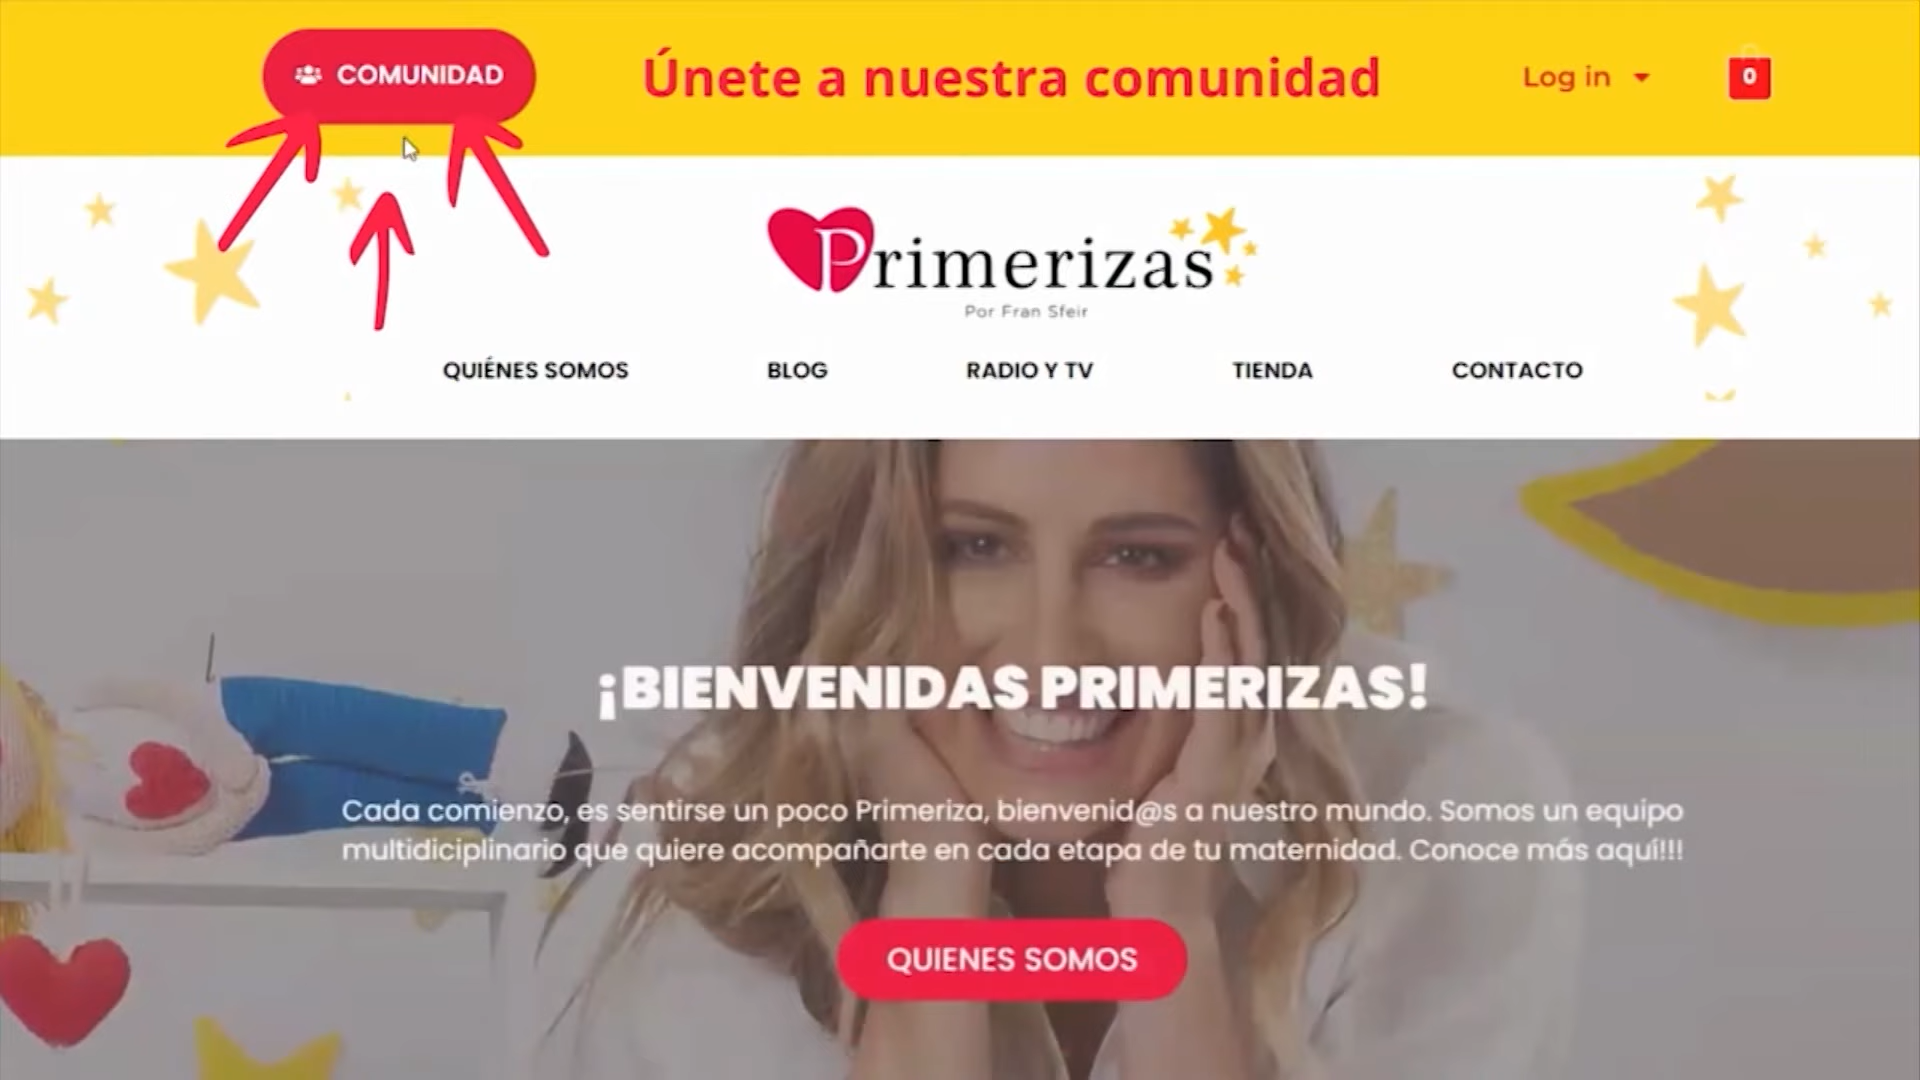 COMUNIDAD
Únete a nuestra comunidad
Log in
0
Primerizas
Por Fran Sfeir
QUIÉNES SOMOS
BLOG
RADIO Y TV
TIENDA
CONTACTO
¡BIENVENIDAS PRIMERIZAS!
Cada comienzo, es sentirse un poco Primeriza, bienvenid@s a nuestro mundo. Somos un equipo
multidiciplinario que quiere acompañarte en cada etapa de tu maternidad. Conoce más aquí!!!
QUIENES SOMOS